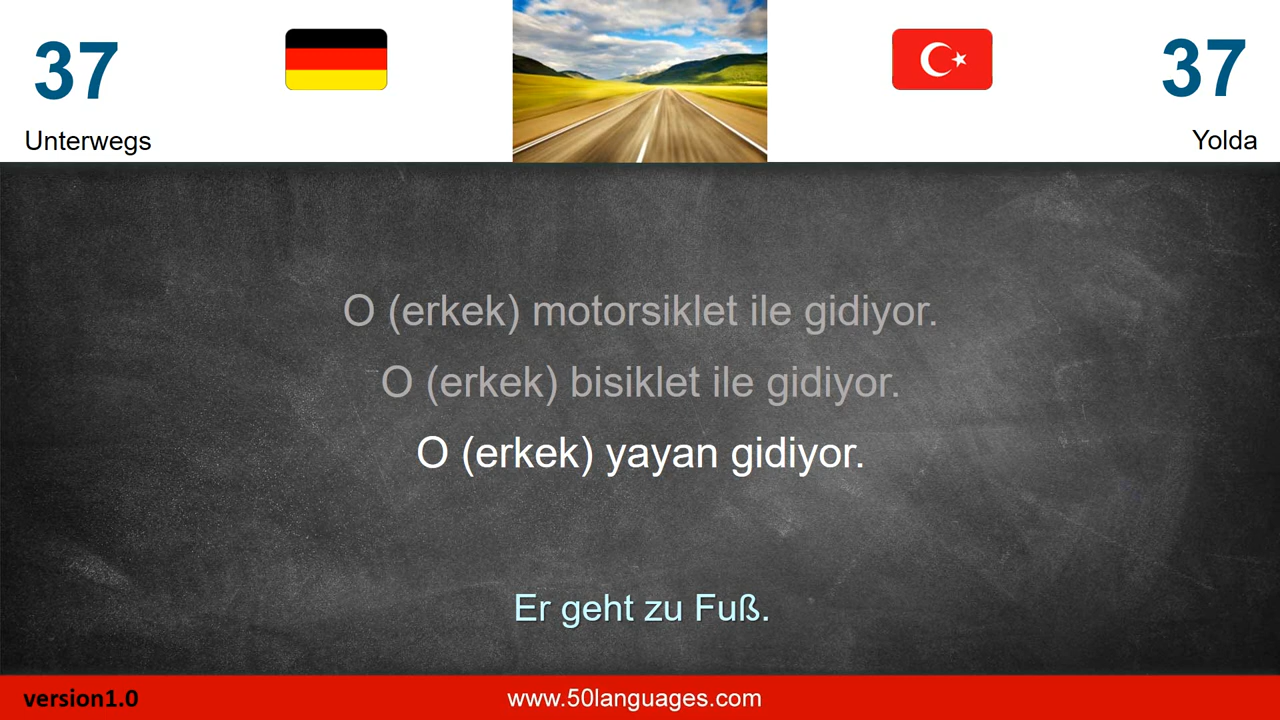 37
37
Unterwegs
Yolda
O (erkek) motorsiklet ile gidiyor.
O (erkek) bisiklet ile gidiyor.
O (erkek) yayan gidiyor.
Er geht zu Fuß.
version1.0
www.50languages.com